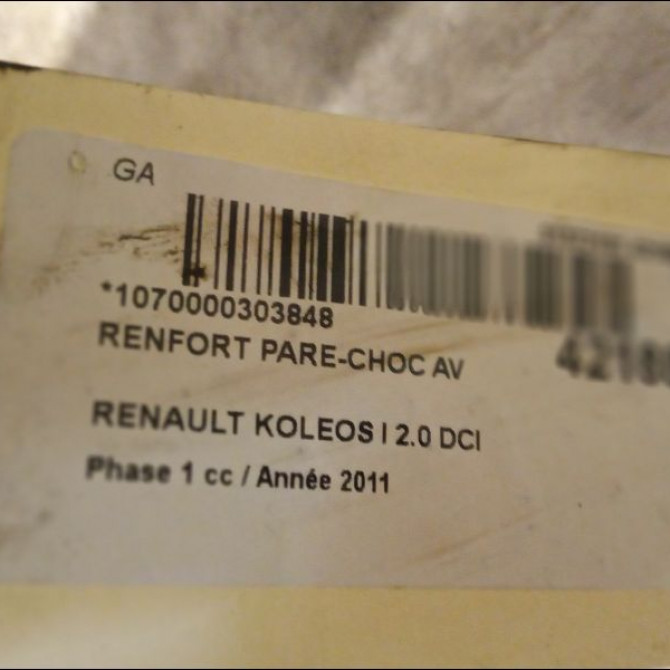 GA
*1070000303848
RENFORT PARE-CHOC AV
RENAULT KOLEOS I 2.0 DCI
Phase 1 cc / Année 2011